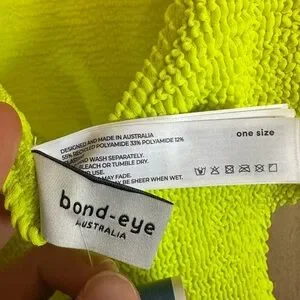 DESIGNED AND MADE IN AUSTRALIA
55% RECYCLED POLYAMIDE 33% POLYAMIDE 12%
WASH SEPARATELY.
BLEACH OR TUMBLE DRY.
USE.
MAY FADE.
MAY BE SHEER WHEN WET.
one size
bond-eye
AUSTRALIA